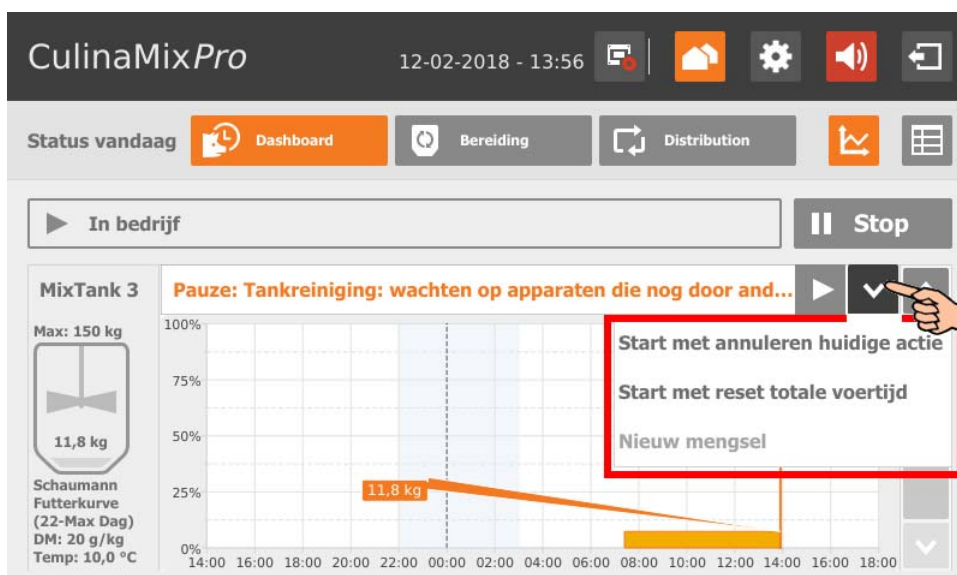 CulinaMixPro
12-02-2018 - 13:56
Status vandaag
Dashboard
Bereiding
Distribution
In bedrijf
Stop
MixTank 3
Pauze: Tankreiniging: wachten op apparaten die nog door and...
Max: 150 kg
11,8 kg
Schaumann
Futterkurve
(22-Max Dag)
DM: 20 g/kg
Temp: 10,0 °C
100%
75%
50%
25%
0%
11,8 kg
14:00 16:00 18:00 20:00 22:00 00:00 02:00 04:00 06:00 08:00 10:00 12:00 14:00 16:00 18:00
Start met annuleren huidige actie
Start met reset totale voertijd
Nieuw mengsel